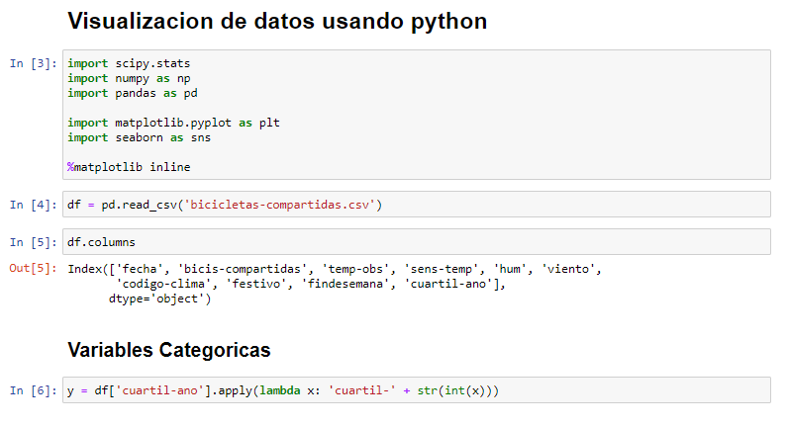 Visualizacion de datos usando python
In [3]: import scipy.stats
import numpy as np
import pandas as pd
import matplotlib.pyplot as plt
import seaborn as sns
%matplotlib inline
In [4]: df = pd.read_csv('bicicletas-compartidas.csv')
In [5]: df.columns
Out[5]: Index(['fecha', 'bicis-compartidas', 'temp-obs', 'sens-temp', 'hum', 'viento',
'codigo-clima', 'festivo', 'findesemana', 'cuartil-ano'],
dtype='object')
Variables Categoricas
In [6]: y = df['cuartil-ano'].apply(lambda x: 'cuartil-' + str(int(x)))